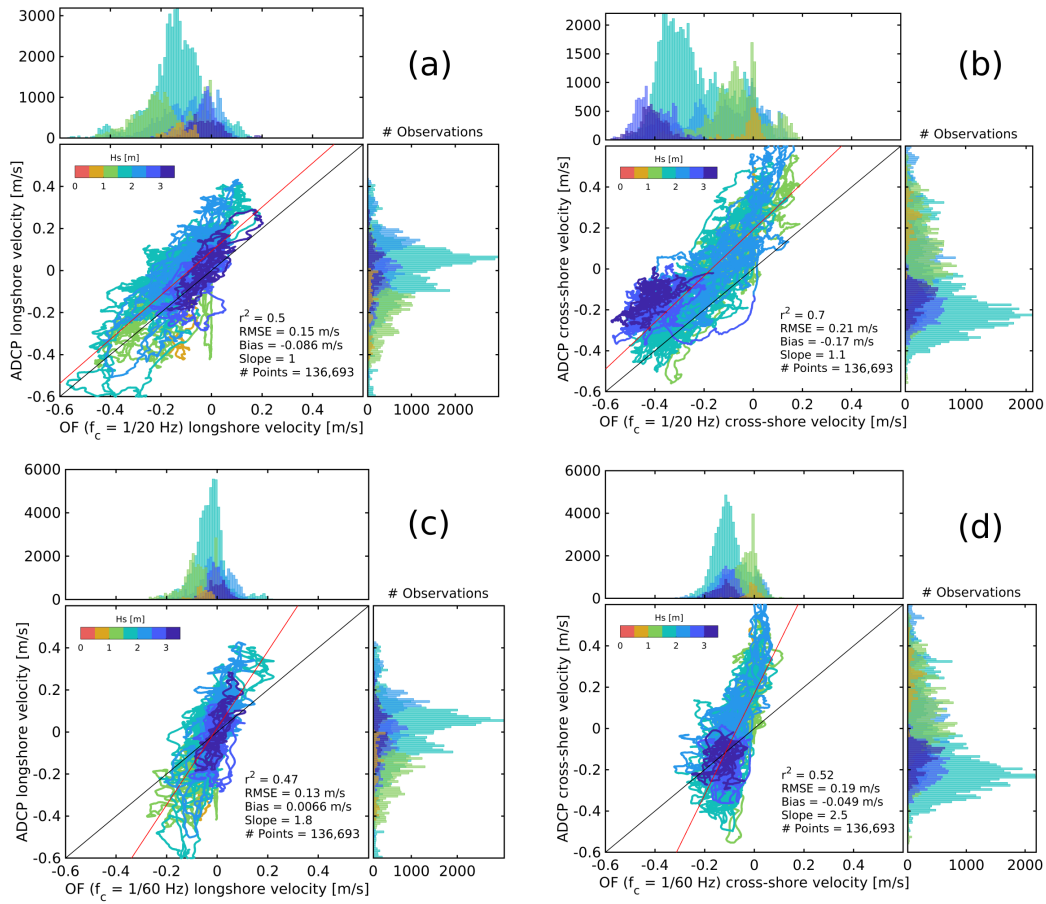 3000
2000
1000
0
(a)
# Observations
ADCP longshore velocity [m/s]
0.4
0.2
0
-0.2
-0.4
-0.6
Hs [m]
0 1 2 3
r² = 0.5
RMSE = 0.15 m/s
Bias = -0.086 m/s
Slope = 1
# Points = 136,693
-0.6 -0.4 -0.2 0 0.2 0.4
0 1000 2000
OF (f_c = 1/20 Hz) longshore velocity [m/s]
2000
1500
1000
500
0
(b)
# Observations
ADCP cross-shore velocity [m/s]
0.4
0.2
0
-0.2
-0.4
-0.6
Hs [m]
0 1 2 3
r² = 0.7
RMSE = 0.21 m/s
Bias = -0.17 m/s
Slope = 1.1
# Points = 136,693
-0.6 -0.4 -0.2 0 0.2 0.4
0 1000 2000
OF (f_c = 1/20 Hz) cross-shore velocity [m/s]
6000
4000
2000
0
(c)
# Observations
ADCP longshore velocity [m/s]
0.4
0.2
0
-0.2
-0.4
-0.6
Hs [m]
0 1 2 3
r² = 0.47
RMSE = 0.13 m/s
Bias = 0.0066 m/s
Slope = 1.8
# Points = 136,693
-0.6 -0.4 -0.2 0 0.2 0.4
0 1000 2000
OF (f_c = 1/60 Hz) longshore velocity [m/s]
6000
4000
2000
0
(d)
# Observations
ADCP cross-shore velocity [m/s]
0.4
0.2
0
-0.2
-0.4
-0.6
Hs [m]
0 1 2 3
r² = 0.52
RMSE = 0.19 m/s
Bias = -0.049 m/s
Slope = 2.5
# Points = 136,693
-0.6 -0.4 -0.2 0 0.2 0.4
0 1000 2000
OF (f_c = 1/60 Hz) cross-shore velocity [m/s]